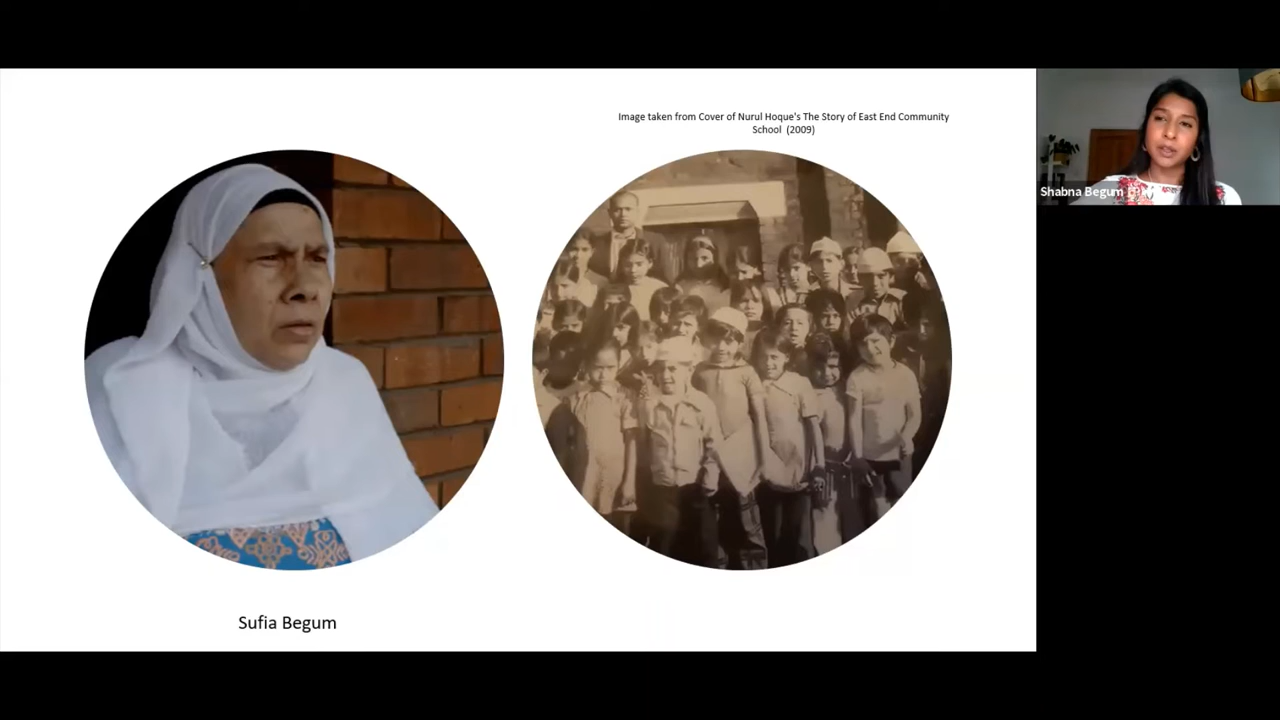 Image taken from Cover of Nurul Hoque's The Story of East End Community
School (2009)
Shabna Begum
Sufia Begum